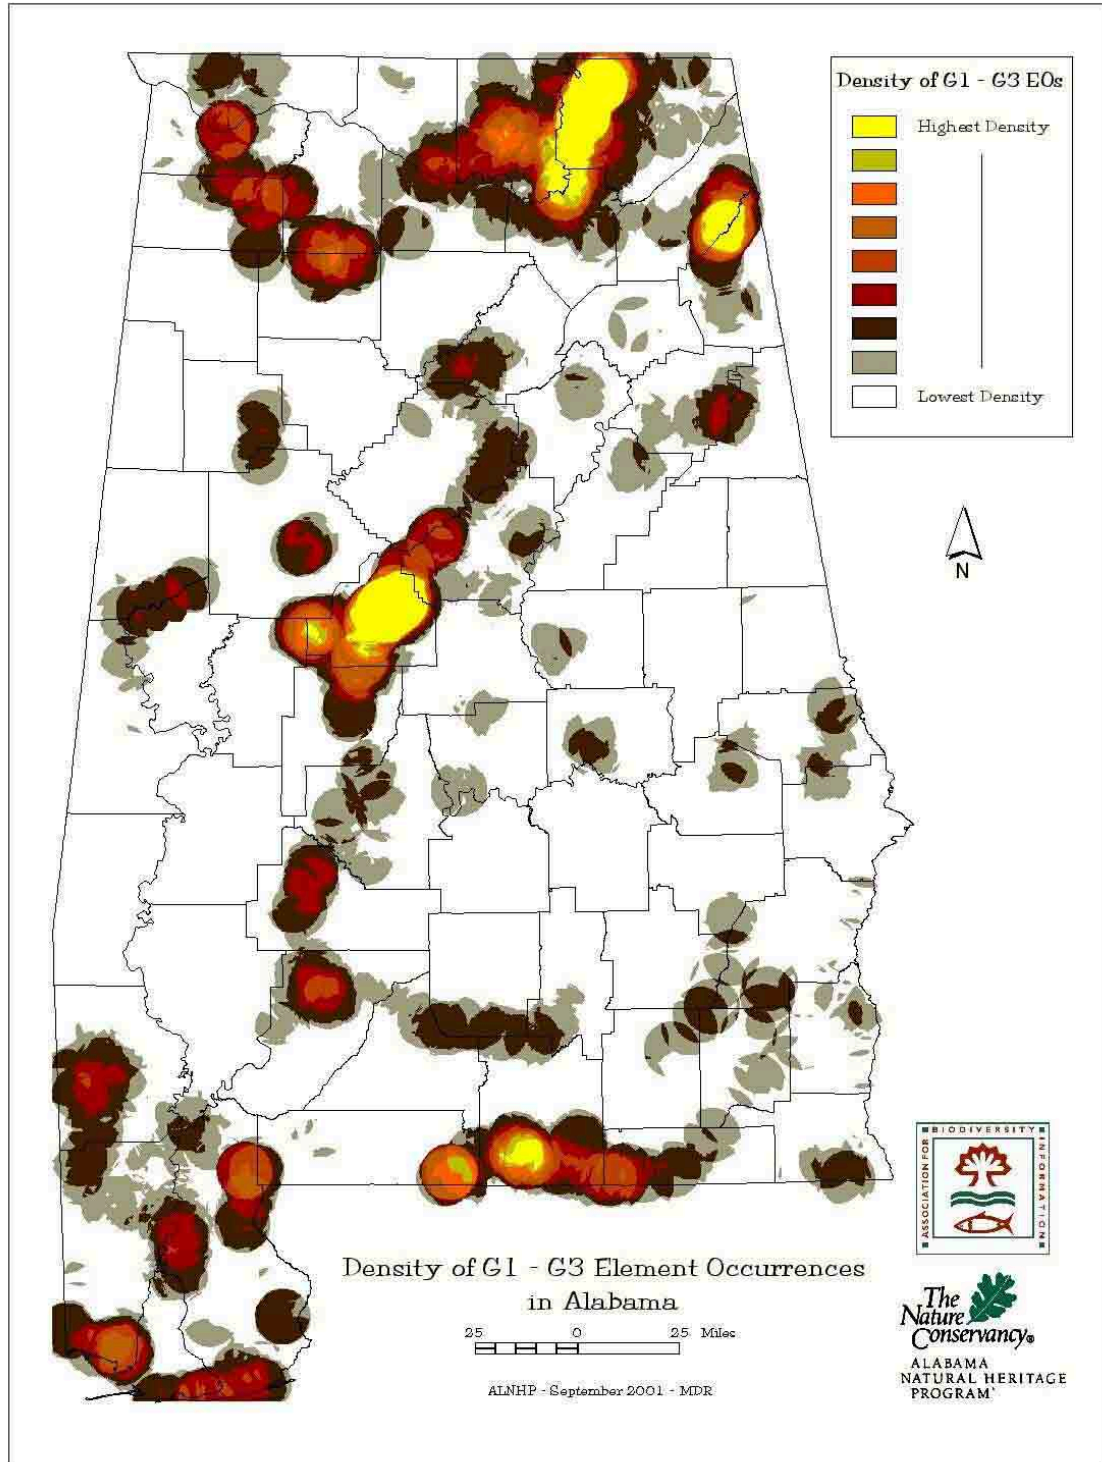 Density of G1 - G3 EOs
Highest Density
Lowest Density
N
BIODIVERSITY
ASSOCIATION FOR
INFORMATION
Density of G1 - G3 Element Occurrences
in Alabama
25 0 25 Miles
ALNHP - September 2001 - MDR
The
Nature
Conservancy®
ALABAMA
NATURAL HERITAGE
PROGRAM